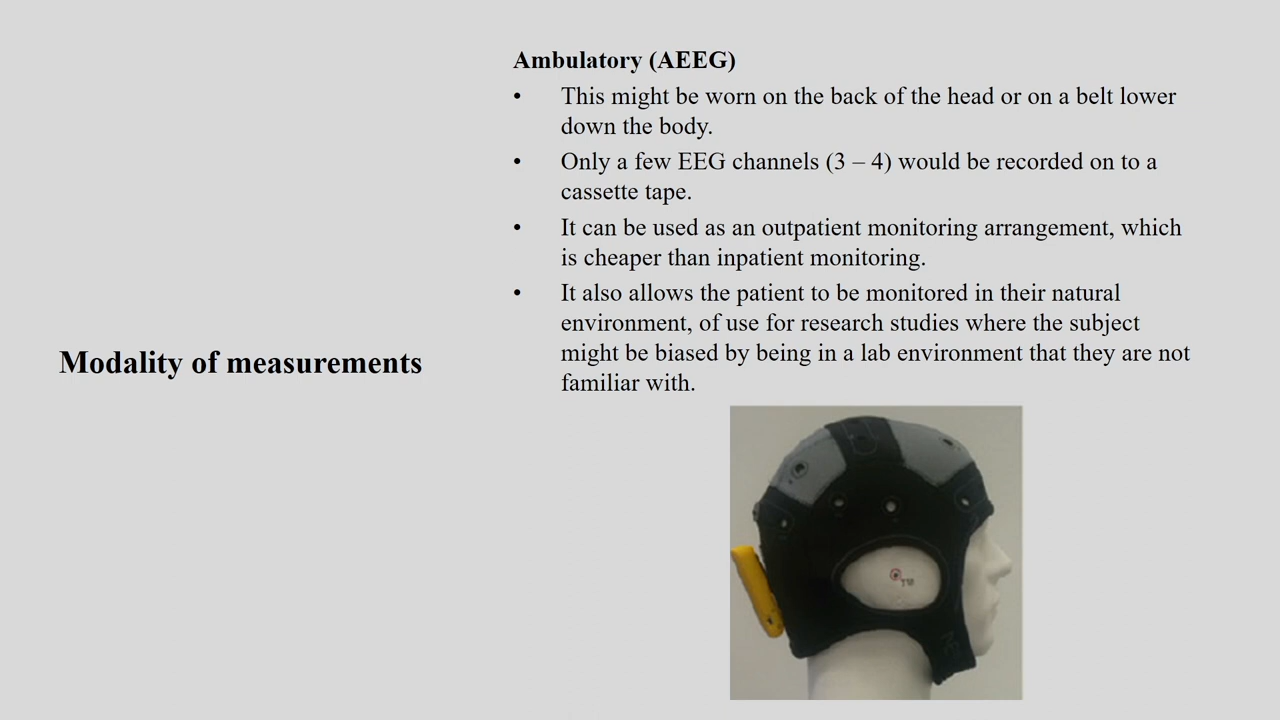 Ambulatory (AEEG)
• This might be worn on the back of the head or on a belt lower
down the body.
• Only a few EEG channels (3 – 4) would be recorded on to a
cassette tape.
• It can be used as an outpatient monitoring arrangement, which
is cheaper than inpatient monitoring.
• It also allows the patient to be monitored in their natural
environment, of use for research studies where the subject
might be biased by being in a lab environment that they are not
familiar with.
Modality of measurements